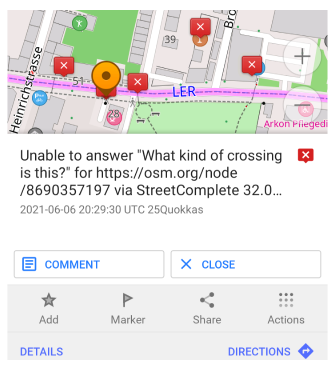 Bro
39
51
LER
28
Heinrichstrasse
Arkon Pflegedi
Unable to answer "What kind of crossing
is this?" for https://osm.org/node
/8690357197 via StreetComplete 32.0...
2021-06-06 20:29:30 UTC 25Quokkas
COMMENT
CLOSE
Add
Marker
Share
Actions
DETAILS
DIRECTIONS